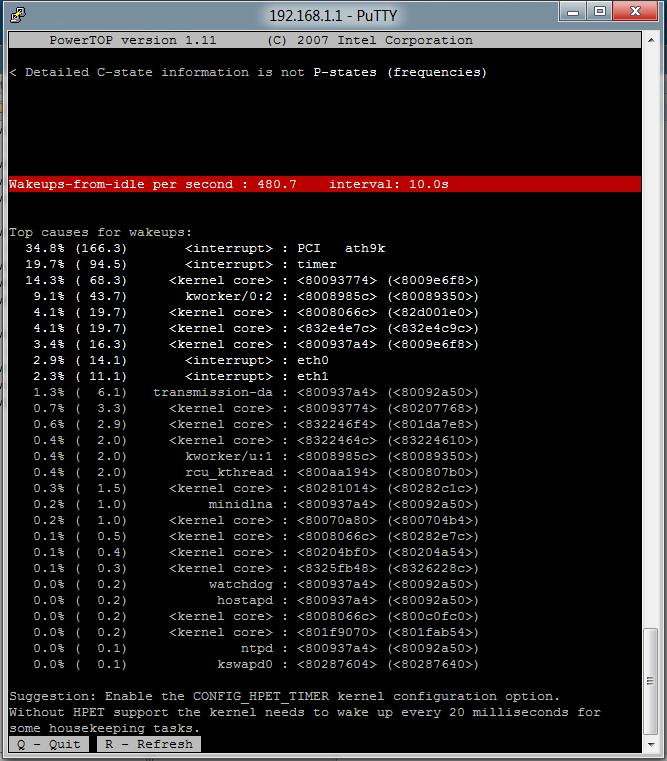 192.168.1.1 - PuTTY
PowerTOP version 1.11 (C) 2007 Intel Corporation
< Detailed C-state information is not P-states (frequencies)
Wakeups-from-idle per second : 480.7 interval: 10.0s
Top causes for wakeups:
34.8% (166.3) <interrupt> : PCI ath9k
19.7% ( 94.5) <interrupt> : timer
14.3% ( 68.3) <kernel core> : <80093774> (<8009e6f8>)
9.1% ( 43.7) kworker/0:2 : <8008985c> (<80089350>)
4.1% ( 19.7) <kernel core> : <8008066c> (<82d001e0>)
4.1% ( 19.7) <kernel core> : <832e4e7c> (<832e4c9c>)
3.4% ( 16.3) <kernel core> : <800937a4> (<8009e6f8>)
2.9% ( 14.1) <interrupt> : eth0
2.3% ( 11.1) <interrupt> : eth1
1.3% ( 6.1) transmission-da : <800937a4> (<80092a50>)
0.7% ( 3.3) <kernel core> : <80093774> (<80207768>)
0.6% ( 2.9) <kernel core> : <832246f4> (<801da7e8>)
0.4% ( 2.0) <kernel core> : <8322464c> (<83224610>)
0.4% ( 2.0) kworker/u:1 : <8008985c> (<80089350>)
0.4% ( 2.0) rcu_kthread : <800aa194> (<800807b0>)
0.3% ( 1.5) <kernel core> : <80281014> (<80282c1c>)
0.2% ( 1.0) minidlna : <800937a4> (<80092a50>)
0.2% ( 1.0) <kernel core> : <80070a80> (<800704b4>)
0.1% ( 0.5) <kernel core> : <8008066c> (<80282e7c>)
0.1% ( 0.4) <kernel core> : <80204bf0> (<80204a54>)
0.1% ( 0.3) <kernel core> : <8325fb48> (<8326228c>)
0.0% ( 0.2) watchdog : <800937a4> (<80092a50>)
0.0% ( 0.2) hostapd : <800937a4> (<80092a50>)
0.0% ( 0.2) <kernel core> : <8008066c> (<800c0fc0>)
0.0% ( 0.2) <kernel core> : <801f9070> (<801fab54>)
0.0% ( 0.1) ntpd : <800937a4> (<80092a50>)
0.0% ( 0.1) kswapd0 : <80287604> (<80287640>)
Suggestion: Enable the CONFIG_HPET_TIMER kernel configuration option.
Without HPET support the kernel needs to wake up every 20 milliseconds for
some housekeeping tasks.
Q - Quit R - Refresh